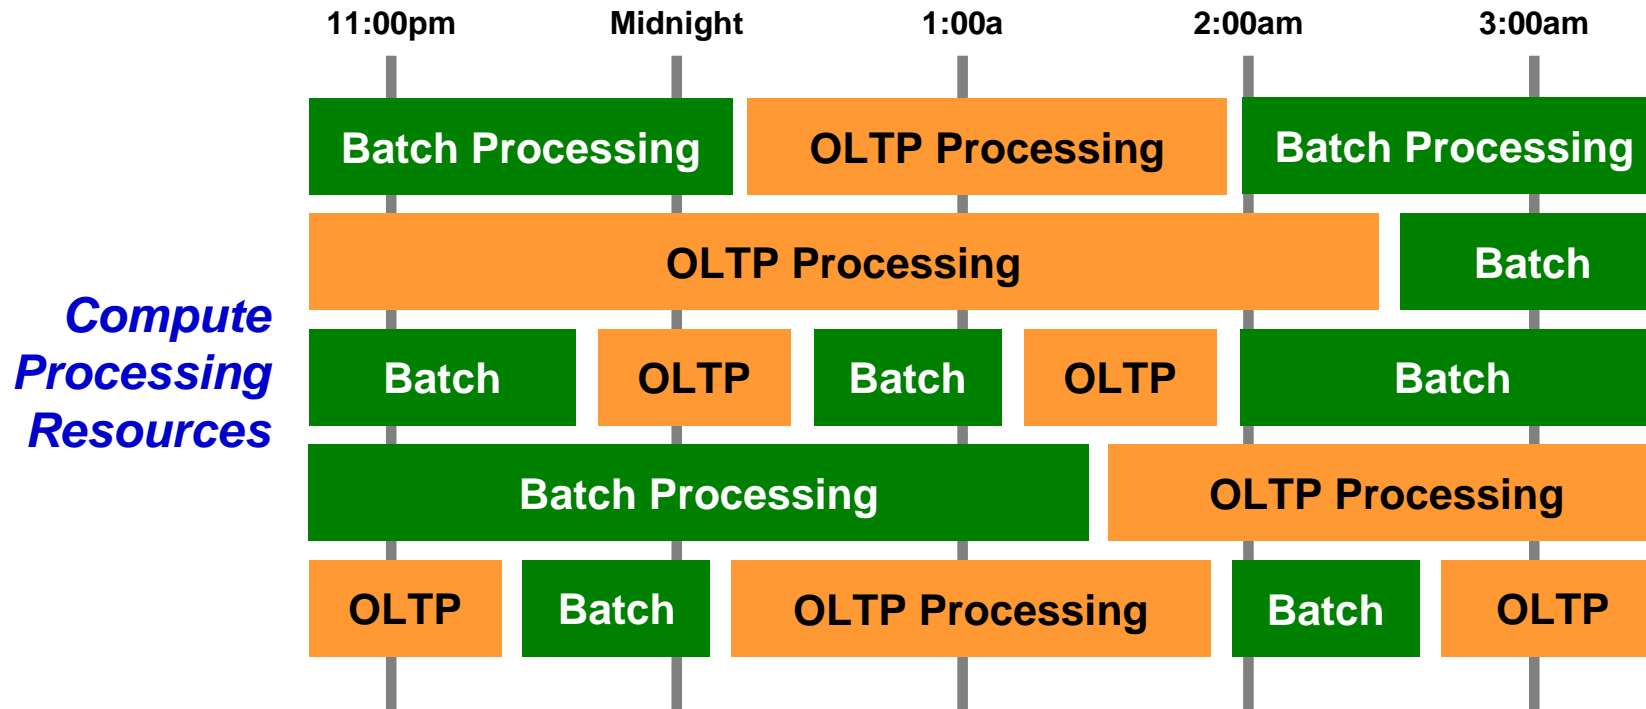 11:00pm Midnight 1:00a 2:00am 3:00am
Batch Processing OLTP Processing Batch Processing
OLTP Processing Batch
Compute
Processing
Resources
Batch OLTP Batch OLTP Batch
Batch Processing OLTP Processing
OLTP Batch OLTP Processing Batch OLTP